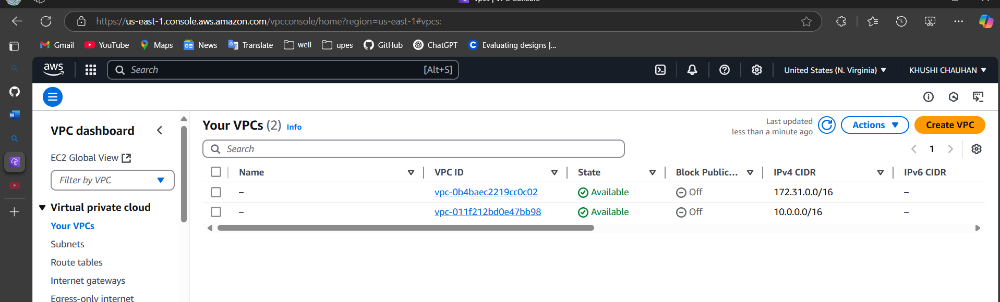 Vpcs | VPC Console
https://us-east-1.console.aws.amazon.com/vpcconsole/home?region=us-east-1#vpcs:
Gmail YouTube Maps News Translate well upes GitHub ChatGPT Evaluating designs |...
aws Search [Alt+S] United States (N. Virginia) KHUSHI CHAUHAN
VPC dashboard
EC2 Global View
Filter by VPC
Virtual private cloud
Your VPCs
Subnets
Route tables
Internet gateways
Egress-only internet
Your VPCs (2) Info
Last updated
less than a minute ago
Actions
Create VPC
Search
1
Name VPC ID State Block Public... IPv4 CIDR IPv6 CIDR
– vpc-0b4baec2219cc0c02 Available Off 172.31.0.0/16 –
– vpc-011f212bd0e47bb98 Available Off 10.0.0.0/16 –